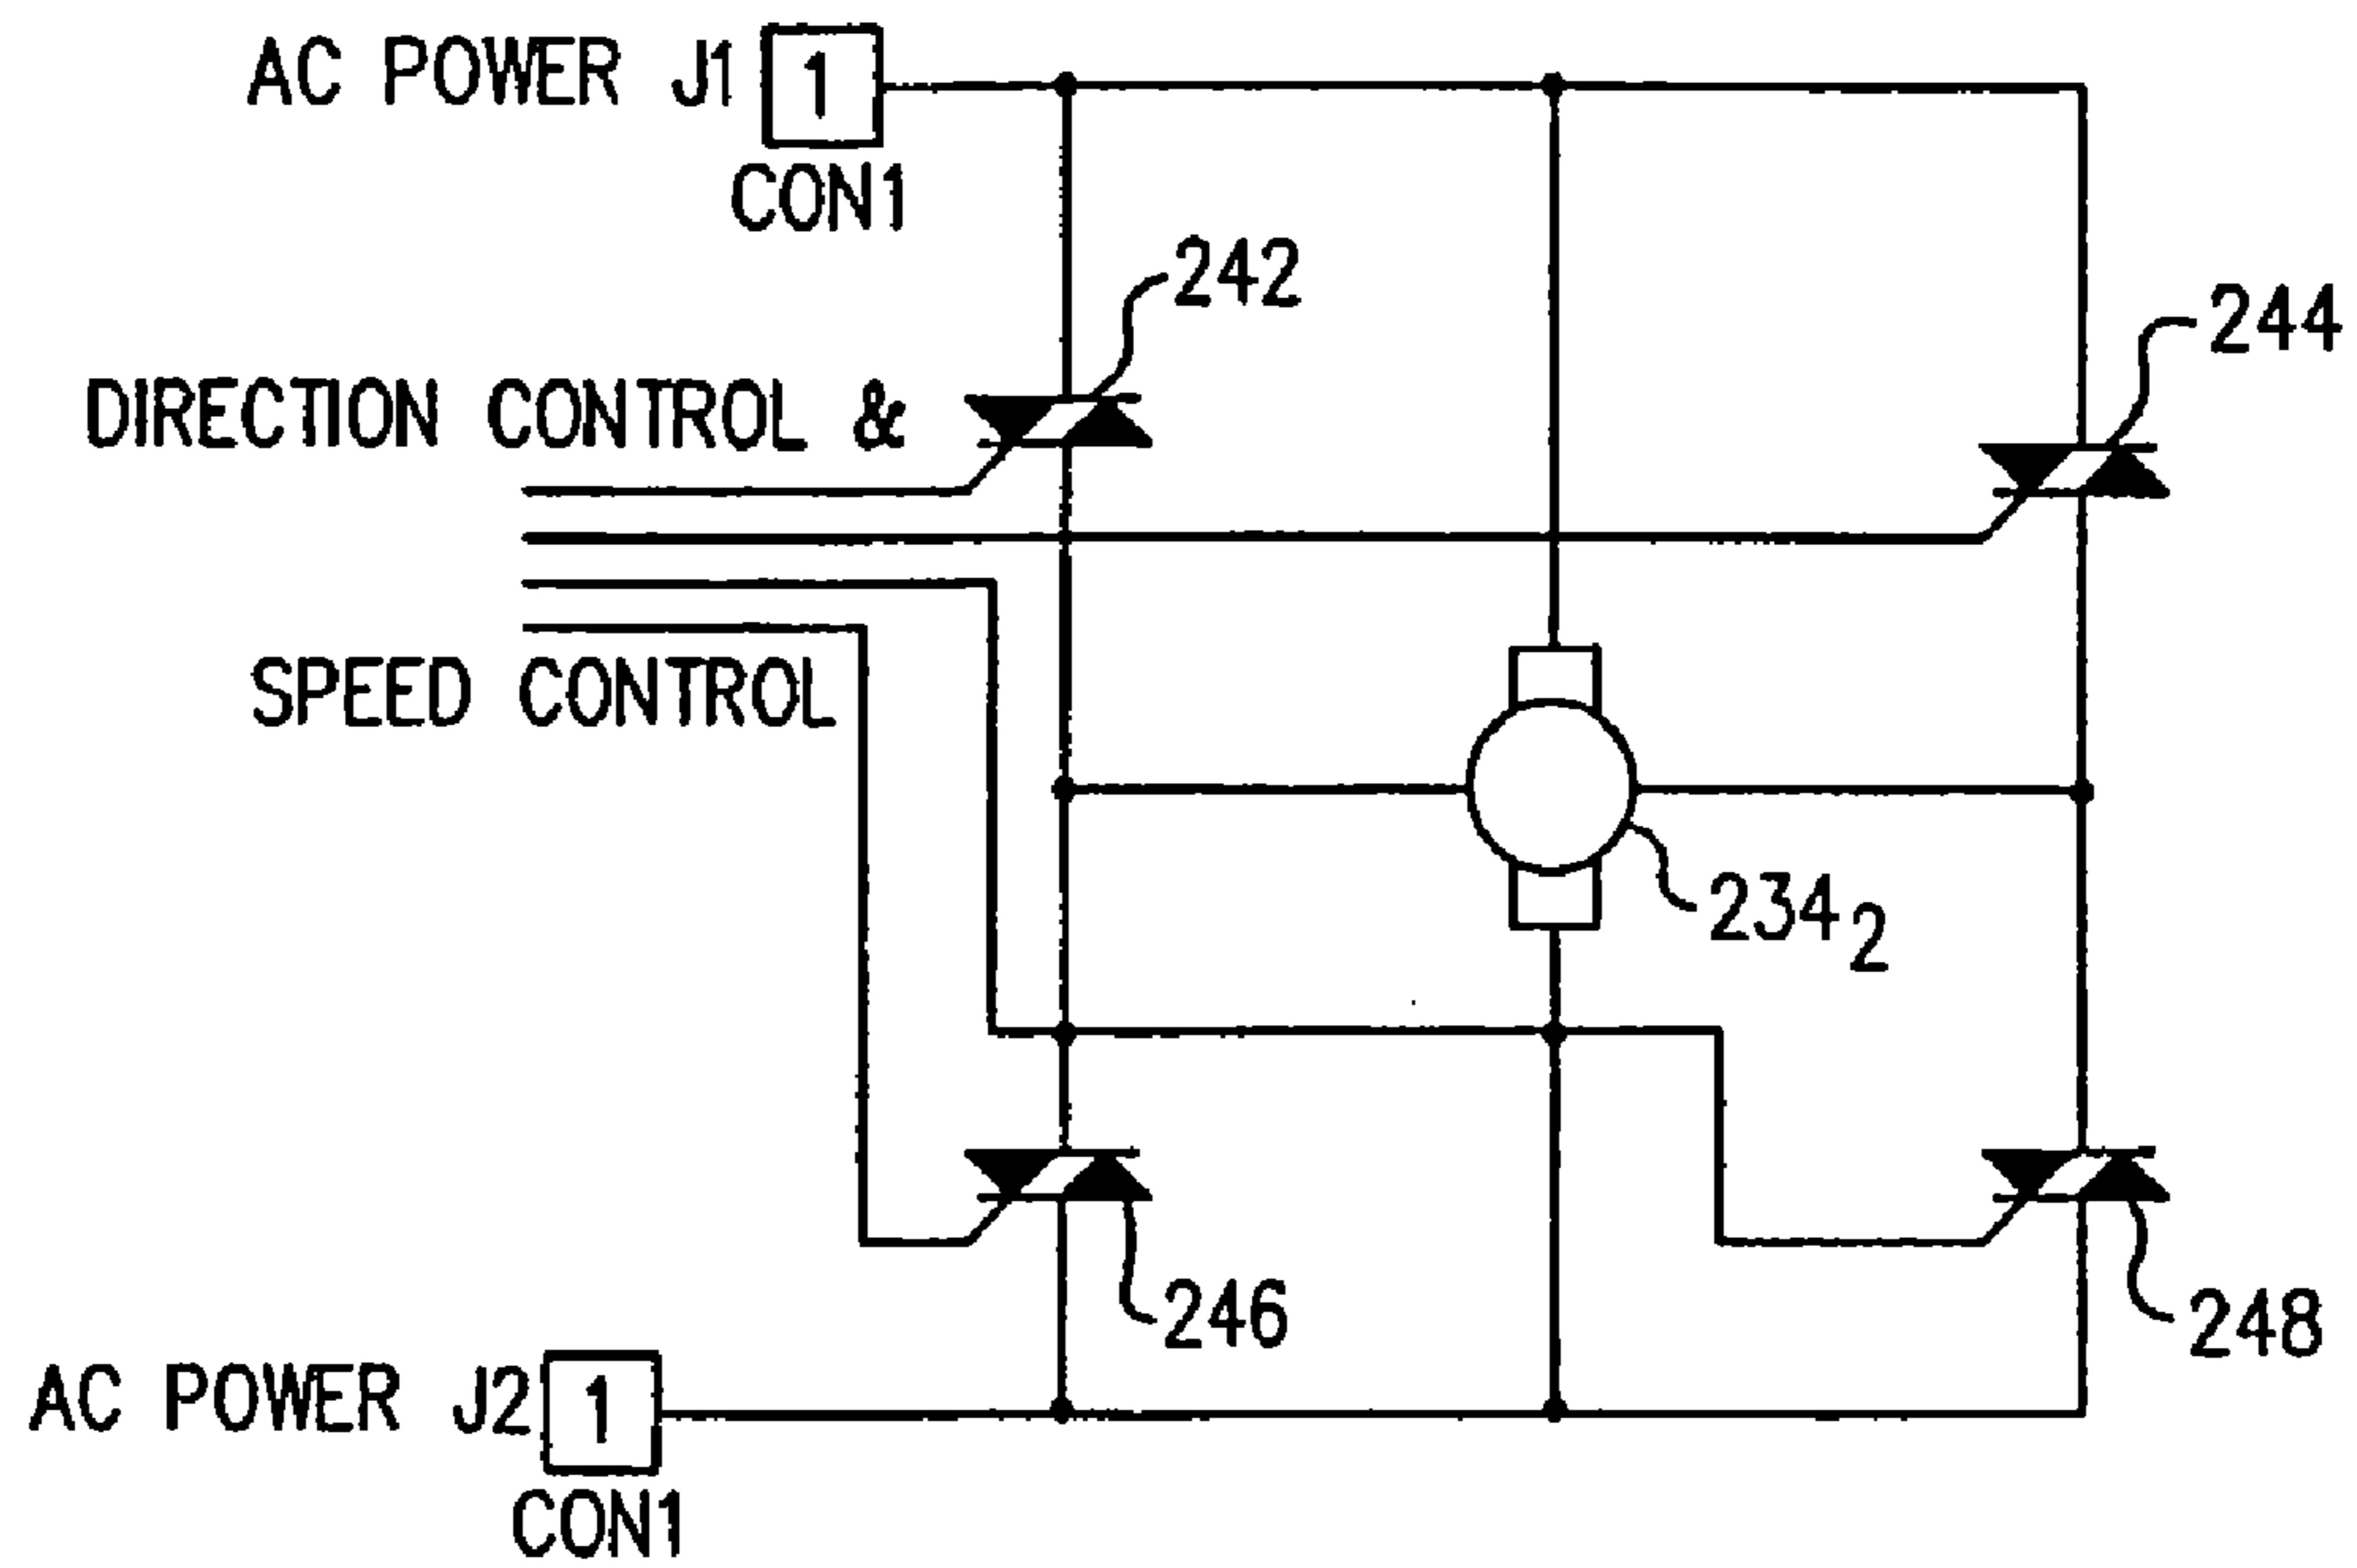 AC POWER J1 1
CON1
242
244
DIRECTION CONTROL &
SPEED CONTROL
234 2
246
248
AC POWER J2 1
CON1